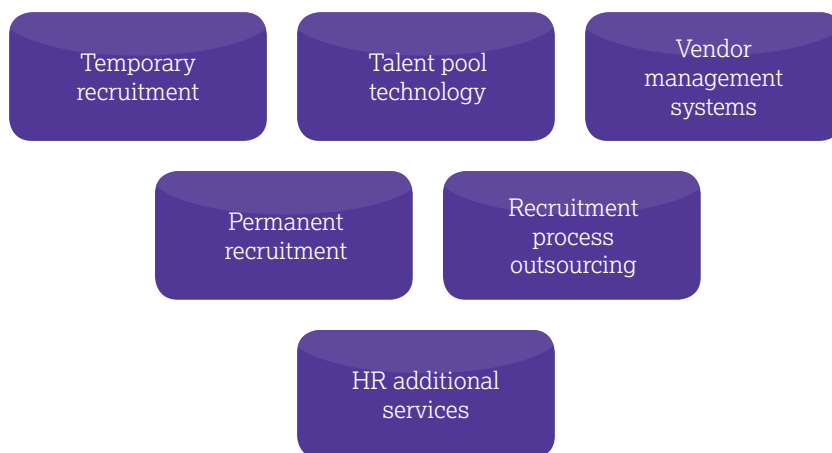 Temporary
recruitment
Talent pool
technology
Vendor
management
systems
Permanent
recruitment
Recruitment
process
outsourcing
HR additional
services